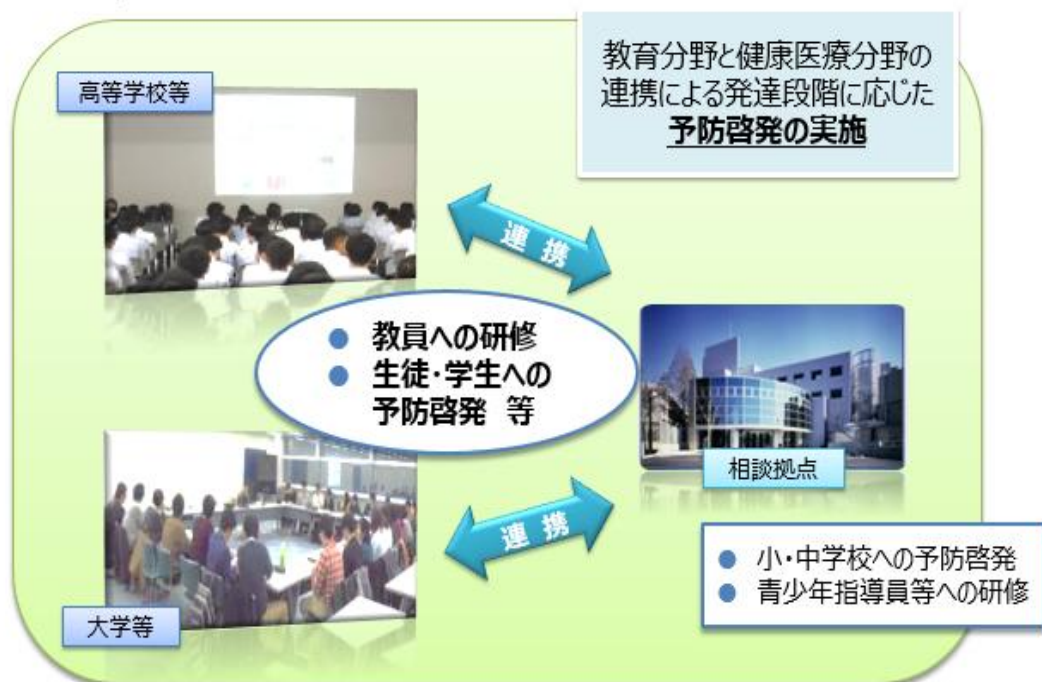 教育分野と健康医療分野の
連携による発達段階に応じた
予防啓発の実施
高等学校等
連携
● 教員への研修
● 生徒・学生への
予防啓発 等
相談拠点
連携
大学等
● 小・中学校への予防啓発
● 青少年指導員等への研修